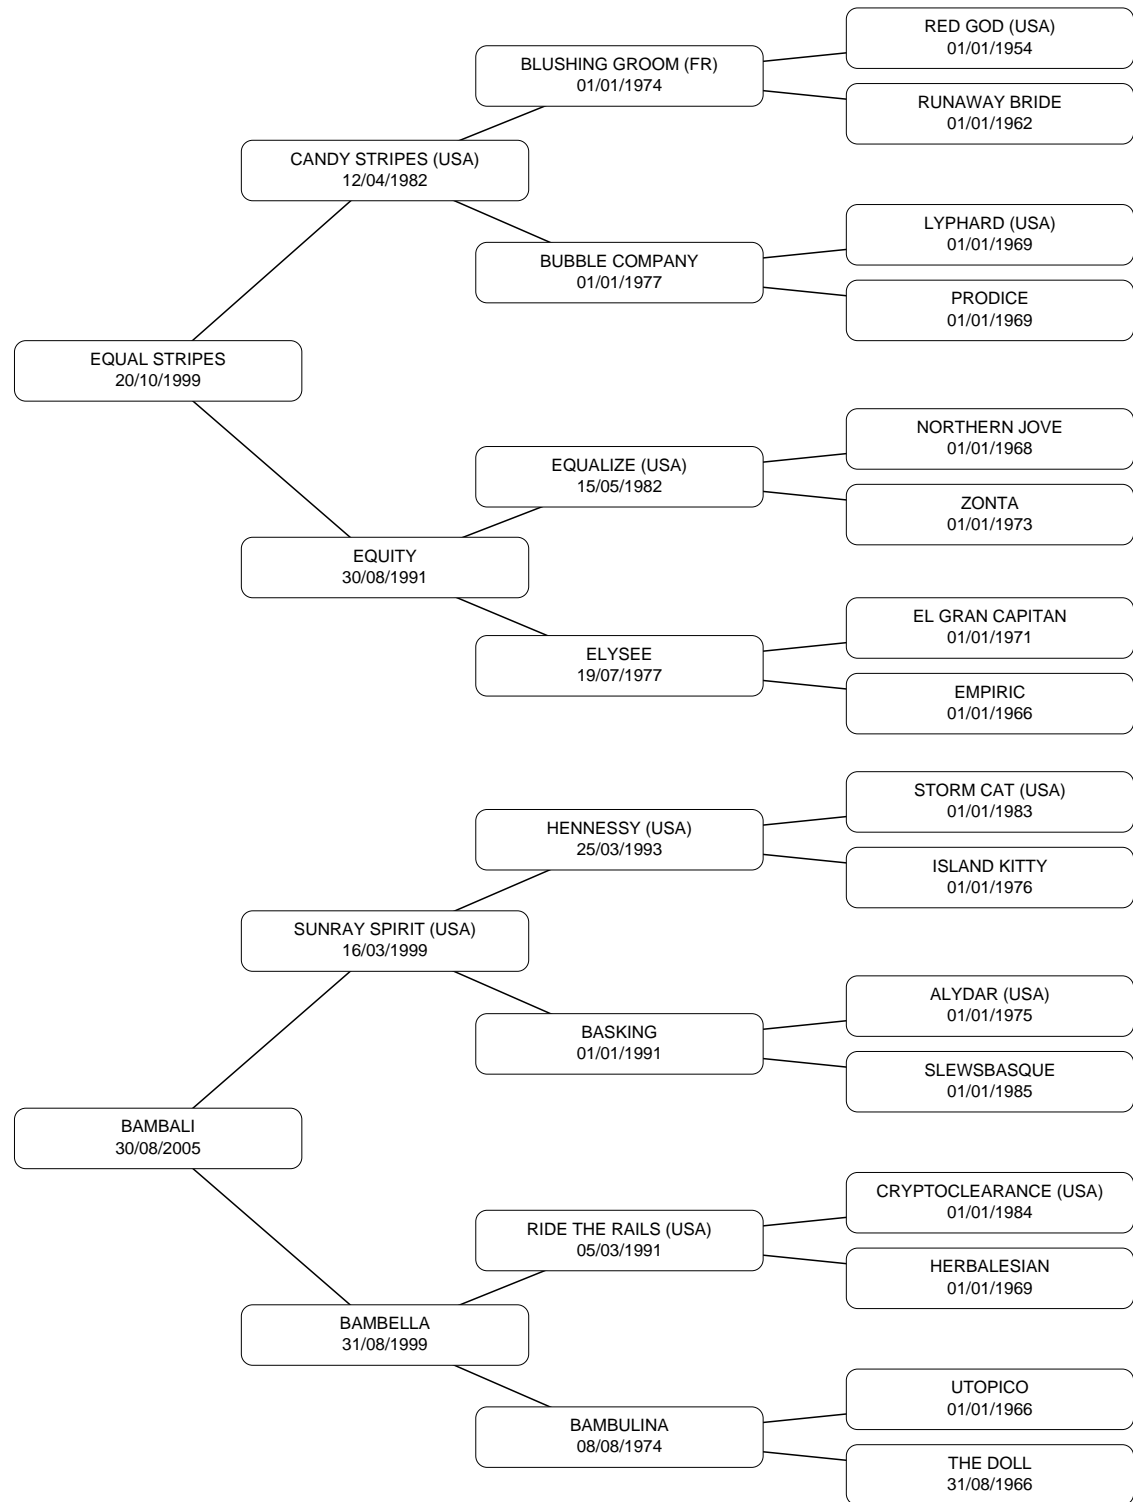 RED GOD (USA)
01/01/1954
BLUSHING GROOM (FR)
01/01/1974
RUNAWAY BRIDE
01/01/1962
CANDY STRIPES (USA)
12/04/1982
LYPHARD (USA)
01/01/1969
BUBBLE COMPANY
01/01/1977
PRODICE
01/01/1969
EQUAL STRIPES
20/10/1999
NORTHERN JOVE
01/01/1968
EQUALIZE (USA)
15/05/1982
ZONTA
01/01/1973
EQUITY
30/08/1991
EL GRAN CAPITAN
01/01/1971
ELYSEE
19/07/1977
EMPIRIC
01/01/1966
STORM CAT (USA)
01/01/1983
HENNESSY (USA)
25/03/1993
ISLAND KITTY
01/01/1976
SUNRAY SPIRIT (USA)
16/03/1999
ALYDAR (USA)
01/01/1975
BASKING
01/01/1991
SLEWSBASQUE
01/01/1985
BAMBALI
30/08/2005
CRYPTOCLEARANCE (USA)
01/01/1984
RIDE THE RAILS (USA)
05/03/1991
HERBALESIAN
01/01/1969
BAMBELLA
31/08/1999
UTOPICO
01/01/1966
BAMBULINA
08/08/1974
THE DOLL
31/08/1966